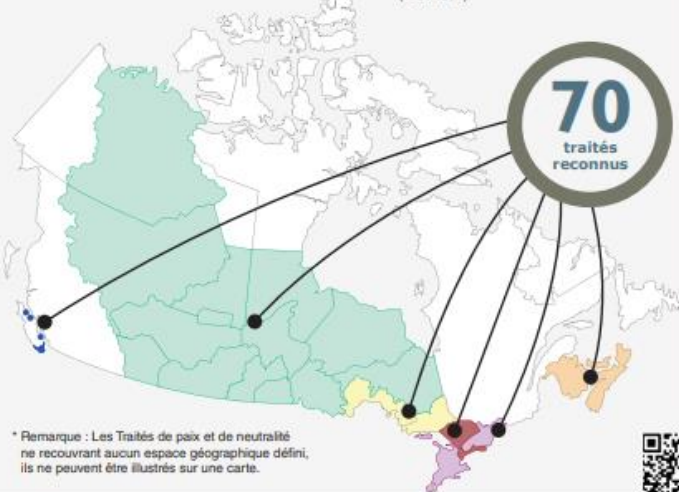 70
traités
reconnus
* Remarque : Les Traités de paix et de neutralité
ne recouvrant aucun espace géographique défini,
ils ne peuvent être illustrés sur une carte.